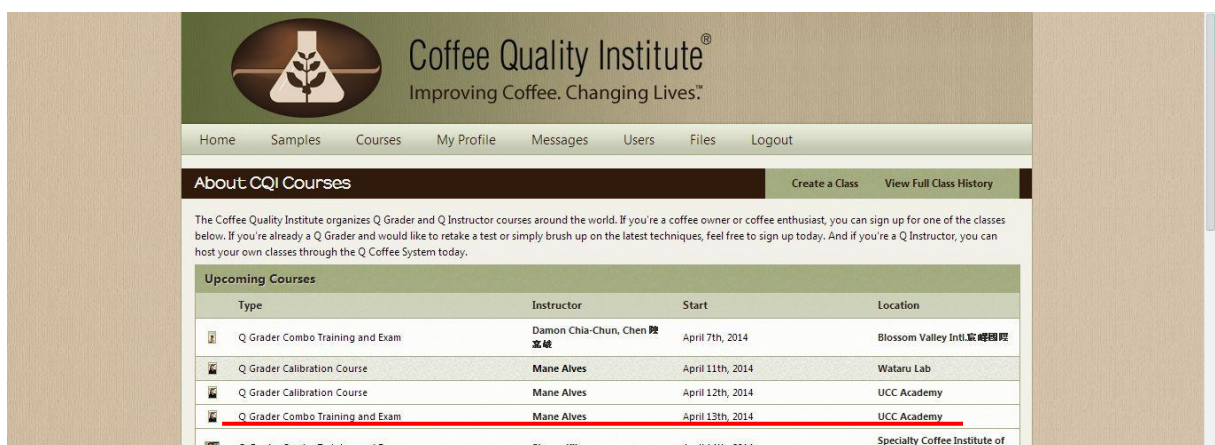 Coffee Quality Institute®
Improving Coffee. Changing Lives.™
Home Samples Courses My Profile Messages Users Files Logout
About CQI Courses Create a Class View Full Class History
The Coffee Quality Institute organizes Q Grader and Q Instructor courses around the world. If you're a coffee owner or coffee enthusiast, you can sign up for one of the classes
below. If you're already a Q Grader and would like to retake a test or simply brush up on the latest techniques, feel free to sign up today. And if you're a Q Instructor, you can
host your own classes through the Q Coffee System today.
Upcoming Courses
Type Instructor Start Location
Q Grader Combo Training and Exam Damon Chia-Chun, Chen April 7th, 2014 Blossom Valley Intl.宸嶧國際
Q Grader Calibration Course Mane Alves April 11th, 2014 Wataru Lab
Q Grader Calibration Course Mane Alves April 12th, 2014 UCC Academy
Q Grader Combo Training and Exam Mane Alves April 13th, 2014 UCC Academy
Specialty Coffee Institute of